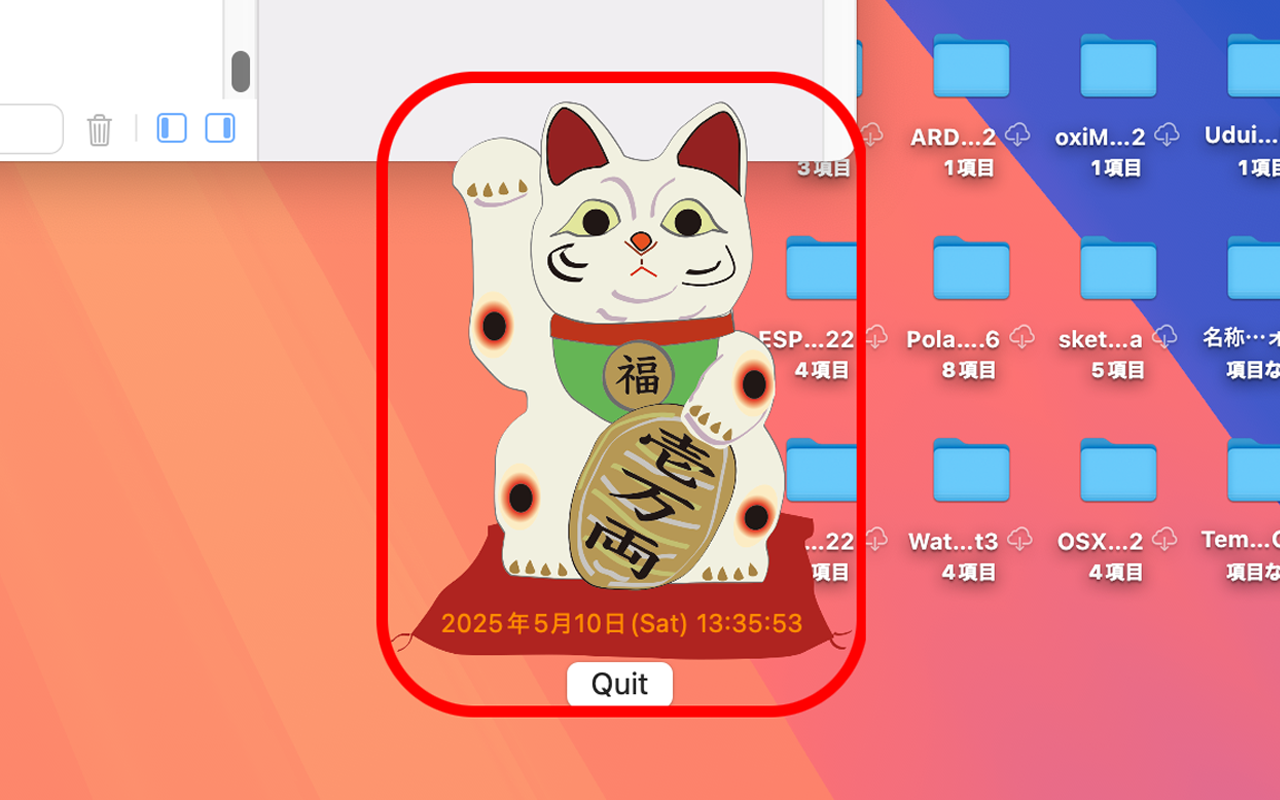 ARD...2
oxiM...2
Udui...
3項目
1項目
1項目
1項
ESP...22
Pola....6
sket...a
名称…
4項目
8項目
5項目
項目な
福
壱万両
...22
Wat...t3
OSX...2
Tem...C
項目
4項目
4項目
項目な
2025年5月10日(Sat) 13:35:53
Quit